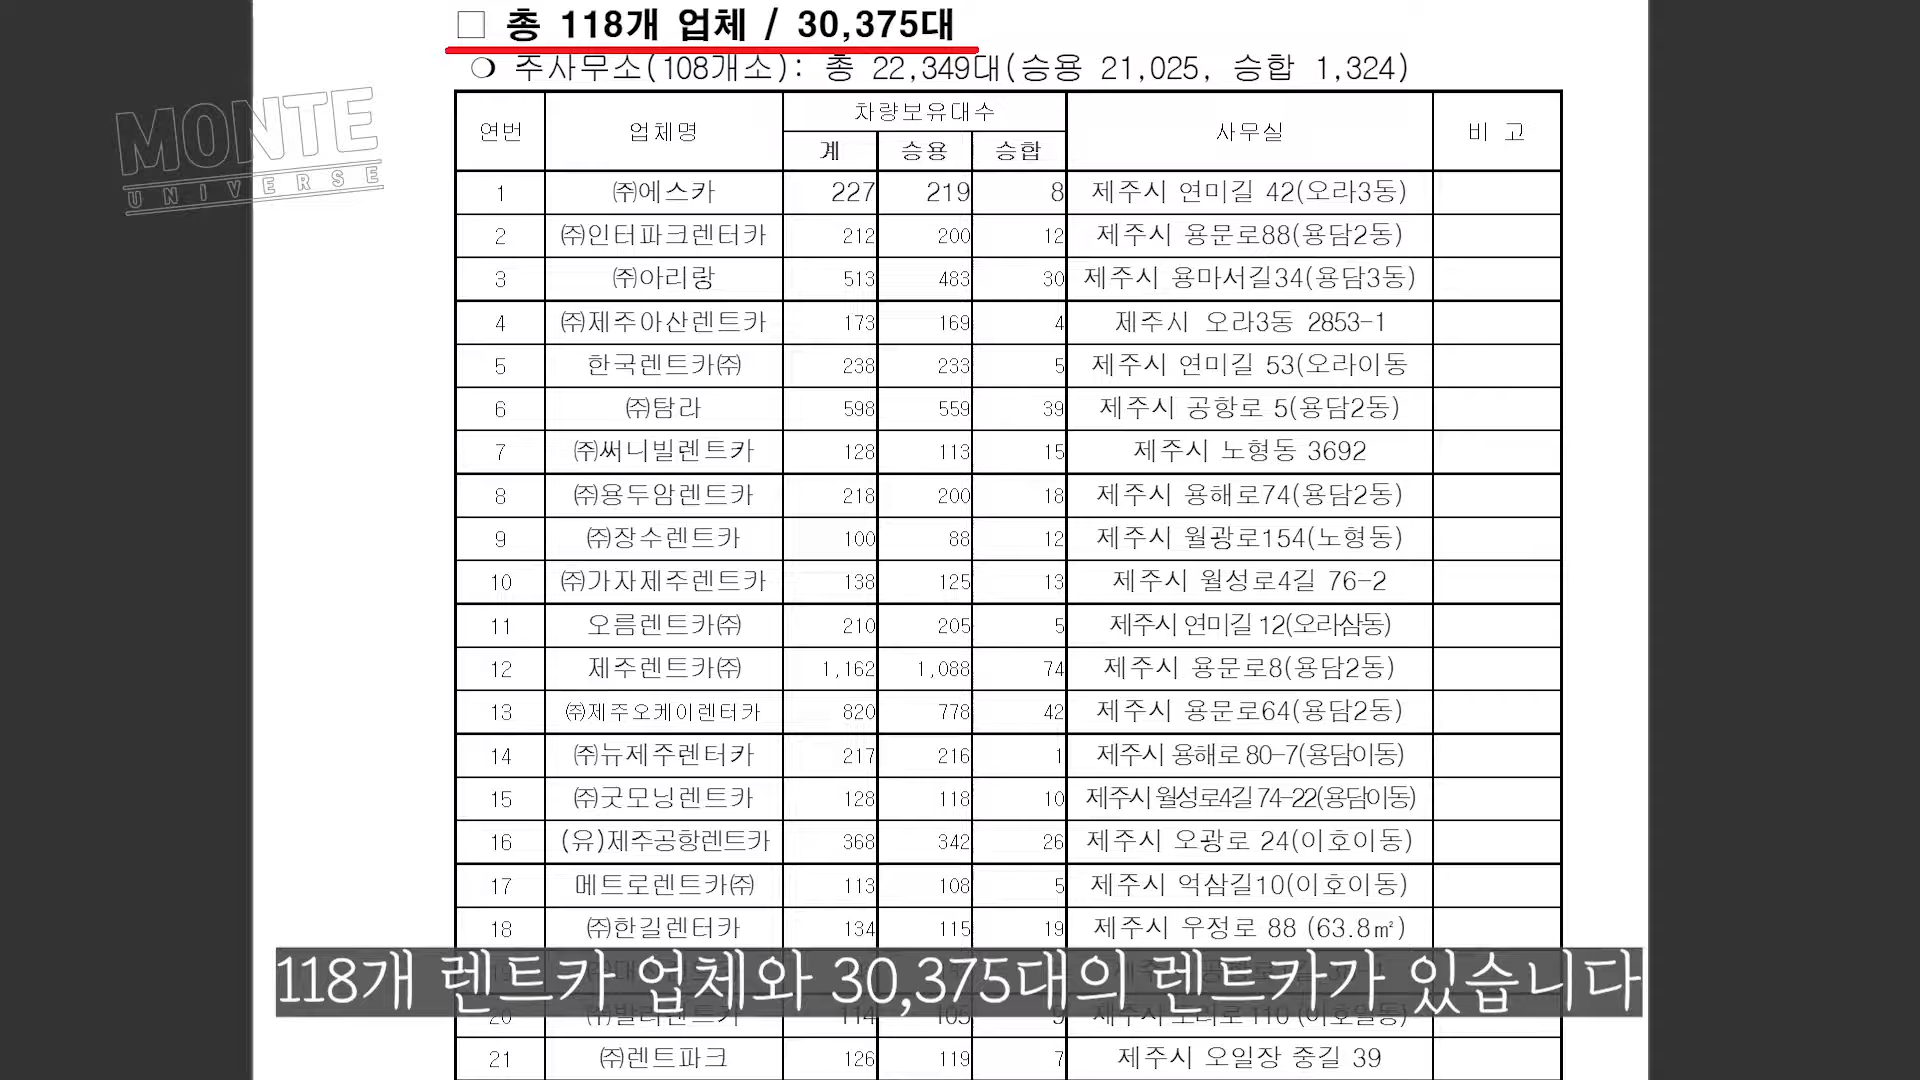 □ 총 118개 업체 / 30,375대
❍ 주사무소(108개소): 총 22,349대(승용 21,025, 승합 1,324)
MONTE
UNIVERSE
연번 업체명 차량보유대수 사무실 비 고
계 승용 승합
1 ㈜에스카 227 219 8 제주시 연미길 42(오라3동)
2 ㈜인터파크렌터카 212 200 12 제주시 용문로88(용담2동)
3 ㈜아리랑 513 483 30 제주시 용마서길34(용담3동)
4 ㈜제주아산렌트카 173 169 4 제주시 오라3동 2853-1
5 한국렌트카㈜ 238 233 5 제주시 연미길 53(오라이동
6 ㈜탐라 598 559 39 제주시 공항로 5(용담2동)
7 ㈜써니빌렌트카 128 113 15 제주시 노형동 3692
8 ㈜용두암렌트카 218 200 18 제주시 용해로74(용담2동)
9 ㈜장수렌트카 100 88 12 제주시 월광로154(노형동)
10 ㈜가자제주렌트카 138 125 13 제주시 월성로4길 76-2
11 오름렌트카㈜ 210 205 5 제주시 연미길 12(오라삼동)
12 제주렌트카㈜ 1,162 1,088 74 제주시 용문로8(용담2동)
13 ㈜제주오케이렌터카 820 778 42 제주시 용문로64(용담2동)
14 ㈜뉴제주렌터카 217 216 1 제주시 용해로 80-7(용담이동)
15 ㈜굿모닝렌트카 128 118 10 제주시 월성로4길 74-22(용담이동)
16 (유)제주공항렌트카 368 342 26 제주시 오광로 24(이호이동)
17 메트로렌트카㈜ 113 108 5 제주시 억삼길10(이호이동)
18 ㈜한길렌터카 134 115 19 제주시 우정로 88 (63.8㎡)
118개 렌트카 업체와 30,375대의 렌트카가 있습니다
20 114 105 9
21 ㈜렌트파크 126 119 7 제주시 오일장 중길 39